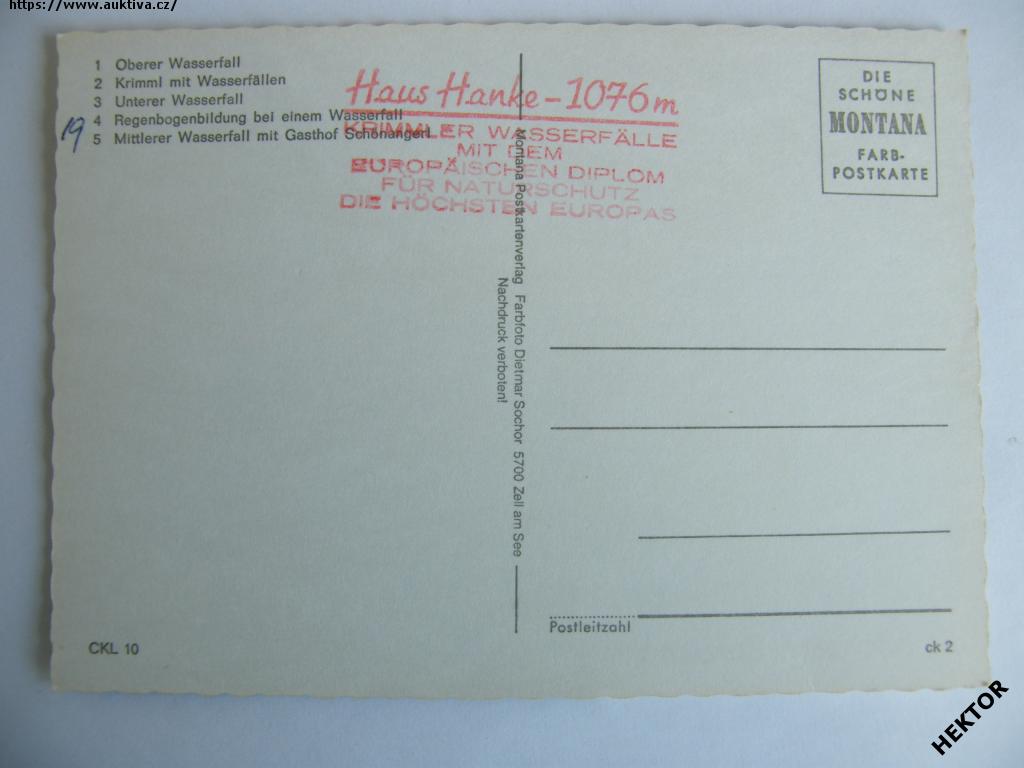 https://www.auktiva.cz/
1 Oberer Wasserfall
2 Krimml mit Wasserfällen
3 Unterer Wasserfall
4 Regenbogenbildung bei einem Wasserfall
5 Mittlerer Wasserfall mit Gasthof Schönangerl
19
Haus Hanke – 1076 m
KRIMMLER WASSERFÄLLE
MIT DEM
EUROPÄISCHEN DIPLOM
FÜR NATURSCHUTZ
DIE HÖCHSTEN EUROPAS
DIE
SCHÖNE
MONTANA
FARB-
POSTKARTE
Montana Postkartenverlag Farbfoto Dietmar Sochor 5700 Zell am See
Nachdruck verboten!
Postleitzahl
CKL 10
ck 2
HEKTOR